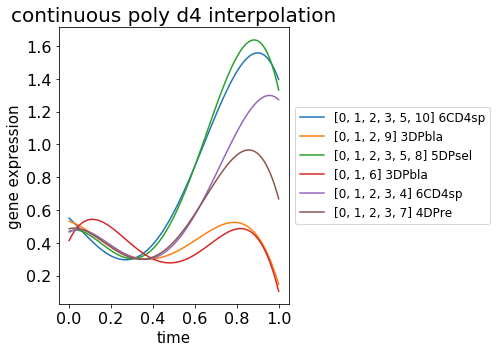 continuous poly d4 interpolation
gene expression
1.6
1.4
1.2
1.0
0.8
0.6
0.4
0.2
0.0 0.2 0.4 0.6 0.8 1.0
time
[0, 1, 2, 3, 5, 10] 6CD4sp
[0, 1, 2, 9] 3DPbla
[0, 1, 2, 3, 5, 8] 5DPsel
[0, 1, 6] 3DPbla
[0, 1, 2, 3, 4] 6CD4sp
[0, 1, 2, 3, 7] 4DPre